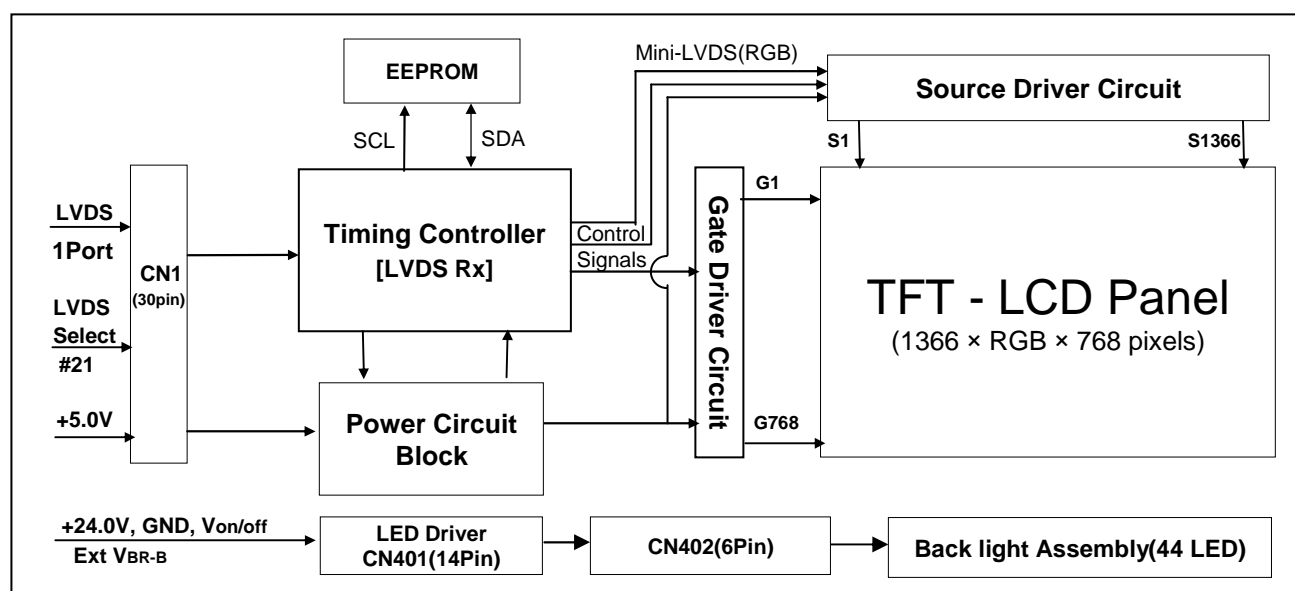 Mini-LVDS(RGB)
EEPROM
Source Driver Circuit
SCL
SDA
S1
S1366
LVDS
1Port
CN1
(30pin)
LVDS
Select
#21
+5.0V
Timing Controller
[LVDS Rx]
Control
Signals
Gate Driver Circuit
G1
G768
TFT - LCD Panel
(1366 × RGB × 768 pixels)
Power Circuit
Block
+24.0V, GND, Von/off
Ext VBR-B
LED Driver
CN401(14Pin)
CN402(6Pin)
Back light Assembly(44 LED)